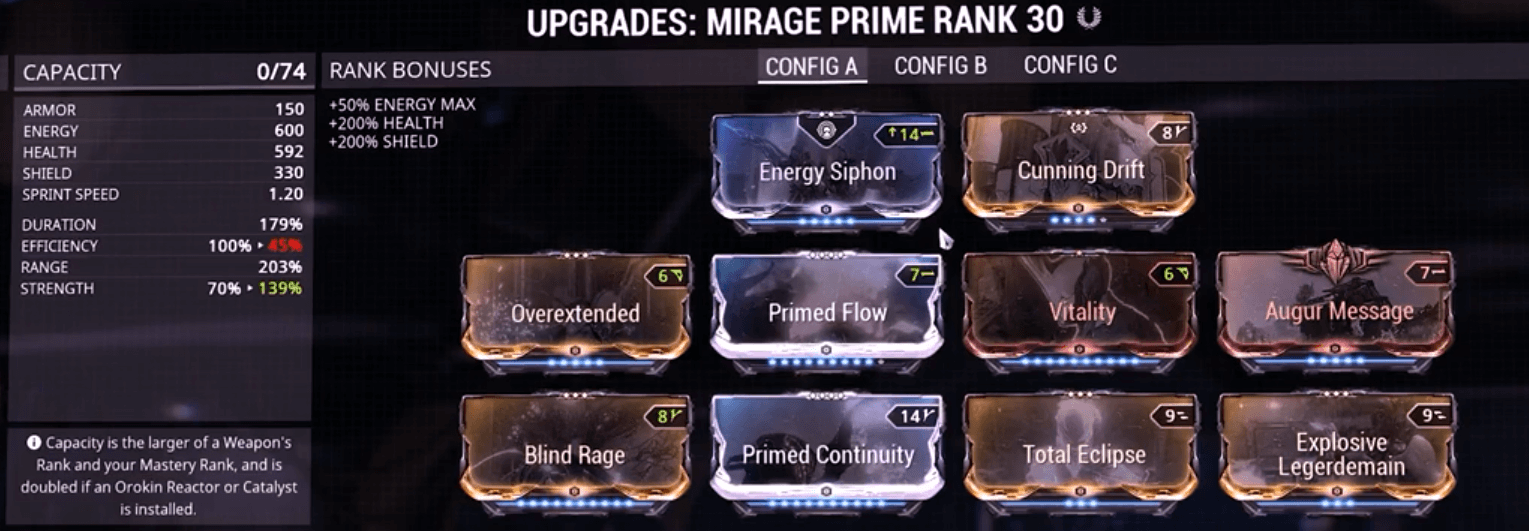 UPGRADES: MIRAGE PRIME RANK 30
CAPACITY 0/74
RANK BONUSES
CONFIG A CONFIG B CONFIG C
ARMOR 150
ENERGY 600
HEALTH 592
SHIELD 330
SPRINT SPEED 1.20
DURATION 179%
EFFICIENCY 100% ▸ 45%
RANGE 203%
STRENGTH 70% ▸ 139%
+50% ENERGY MAX
+200% HEALTH
+200% SHIELD
↑14
Energy Siphon
8
Cunning Drift
6
Overextended
7
Primed Flow
6
Vitality
7
Augur Message
8
Blind Rage
14
Primed Continuity
9
Total Eclipse
9
Explosive
Legerdemain
Capacity is the larger of a Weapon's
Rank and your Mastery Rank, and is
doubled if an Orokin Reactor or Catalyst
is installed.